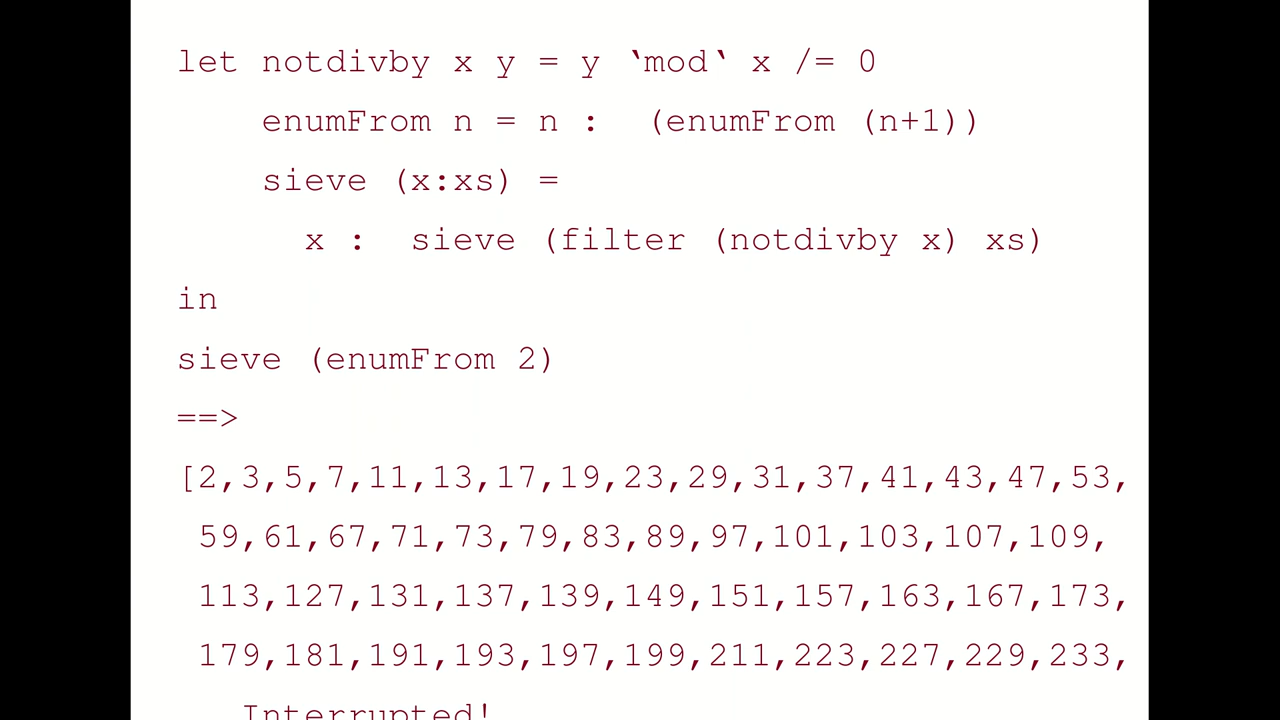 let notdivby x y = y ‛mod‛ x /= 0
enumFrom n = n :  (enumFrom (n+1))
sieve (x:xs) =
x :  sieve (filter (notdivby x) xs)
in
sieve (enumFrom 2)
==>
[2,3,5,7,11,13,17,19,23,29,31,37,41,43,47,53,
59,61,67,71,73,79,83,89,97,101,103,107,109,
113,127,131,137,139,149,151,157,163,167,173,
179,181,191,193,197,199,211,223,227,229,233,
Interrupted!